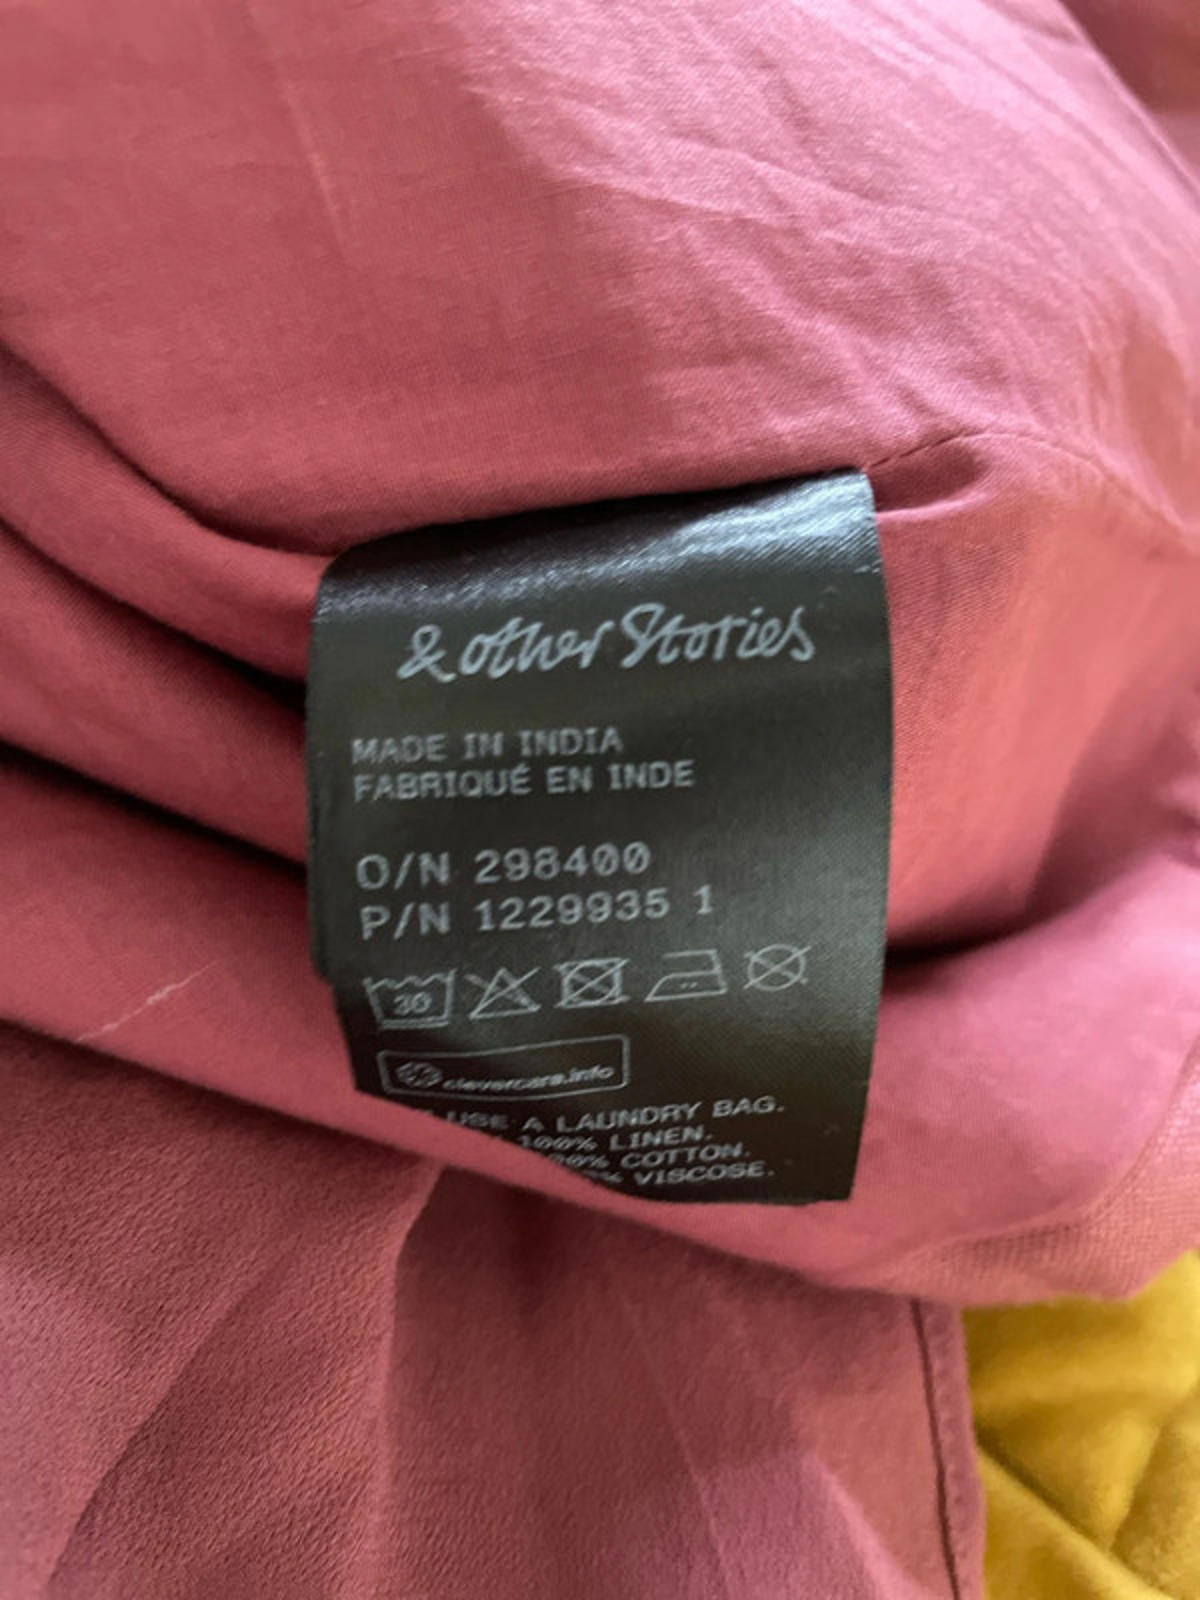 & other Stories
MADE IN INDIA
FABRIQUÉ EN INDE
O/N 298400
P/N 1229935 1
30
clevercare.info
USE A LAUNDRY BAG.
100% LINEN.
% COTTON.
% VISCOSE.